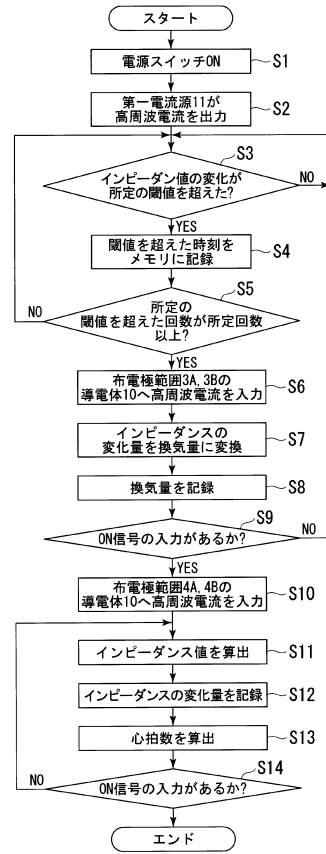 スタート
電源スイッチON
S1
第一電流源11が
高周波電流を出力
S2
S3
インピーダン値の変化が
所定の閾値を超えた?
NO
YES
閾値を超えた時刻を
メモリに記録
S4
S5
所定の
閾値を超えた回数が所定回数
以上?
NO
YES
布電極範囲3A,3Bの
導電体10へ高周波電流を入力
S6
インピーダンスの
変化量を換気量に変換
S7
換気量を記録
S8
S9
ON信号の入力があるか?
NO
YES
布電極範囲4A,4Bの
導電体10へ高周波電流を入力
S10
インピーダンス値を算出
S11
インピーダンスの変化量を記録
S12
心拍数を算出
S13
S14
ON信号の入力があるか?
NO
YES
エンド